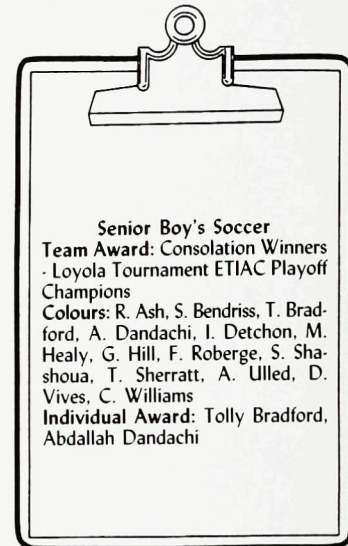 Senior Boy's Soccer
Team Award: Consolation Winners
- Loyola Tournament ETIAC Playoff
Champions
Colours: R. Ash, S. Bendriss, T. Brad-
ford, A. Dandachi, I. Detchon, M.
Healy, G. Hill, F. Roberge, S. Sha-
shoua, T. Sherratt, A. Ulled, D.
Vives, C. Williams
Individual Award: Tolly Bradford,
Abdallah Dandachi